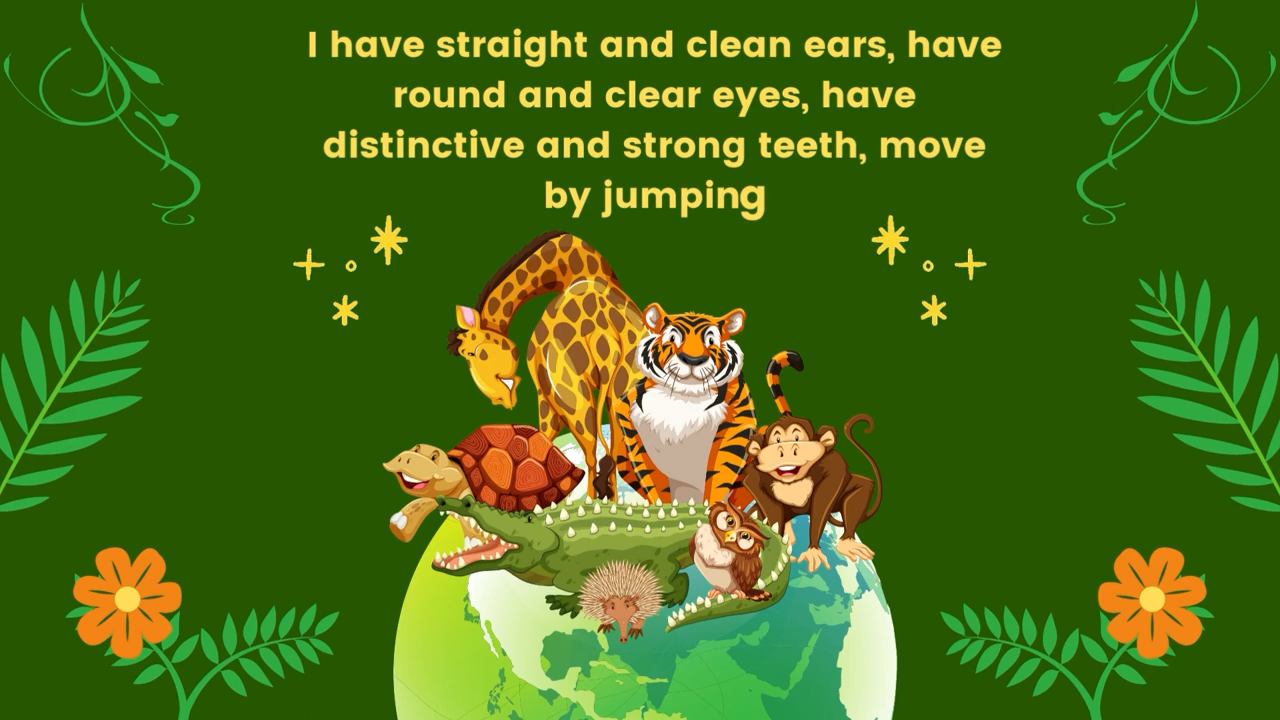 I have straight and clean ears, have
round and clear eyes, have
distinctive and strong teeth, move
by jumping